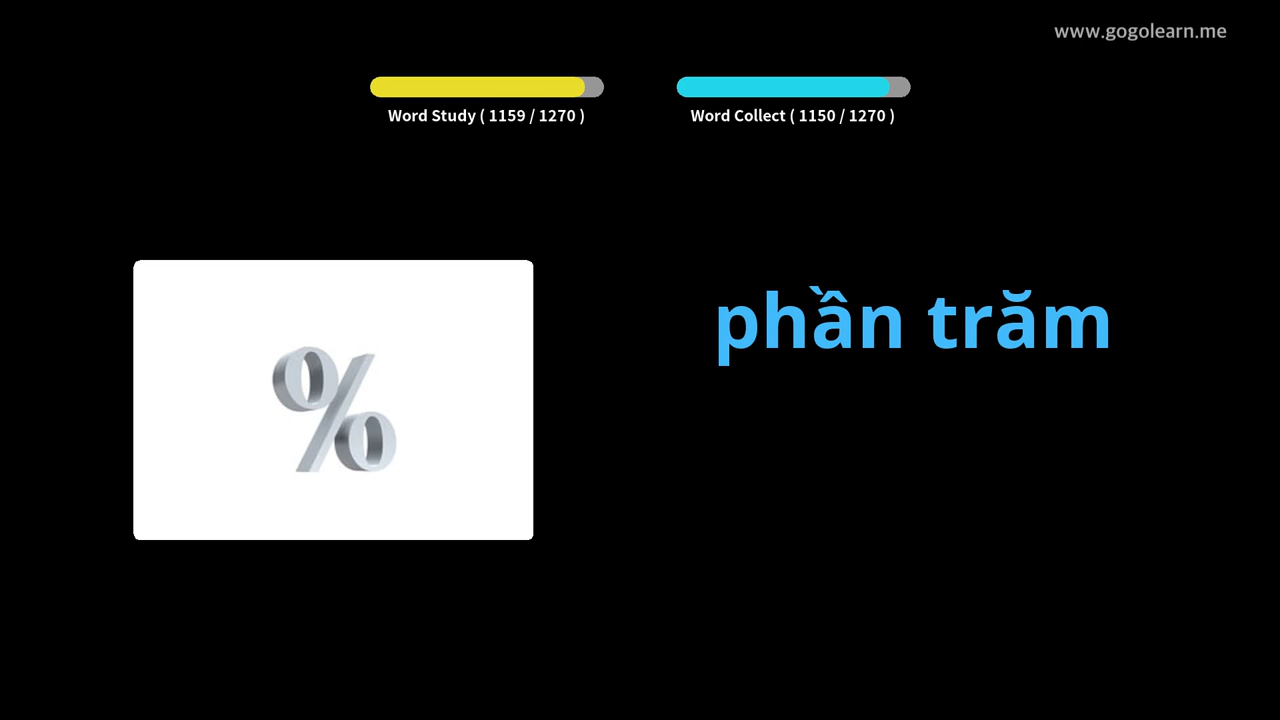 www.gogolearn.me
Word Study ( 1159 / 1270 )
Word Collect ( 1150 / 1270 )
%
phần trăm